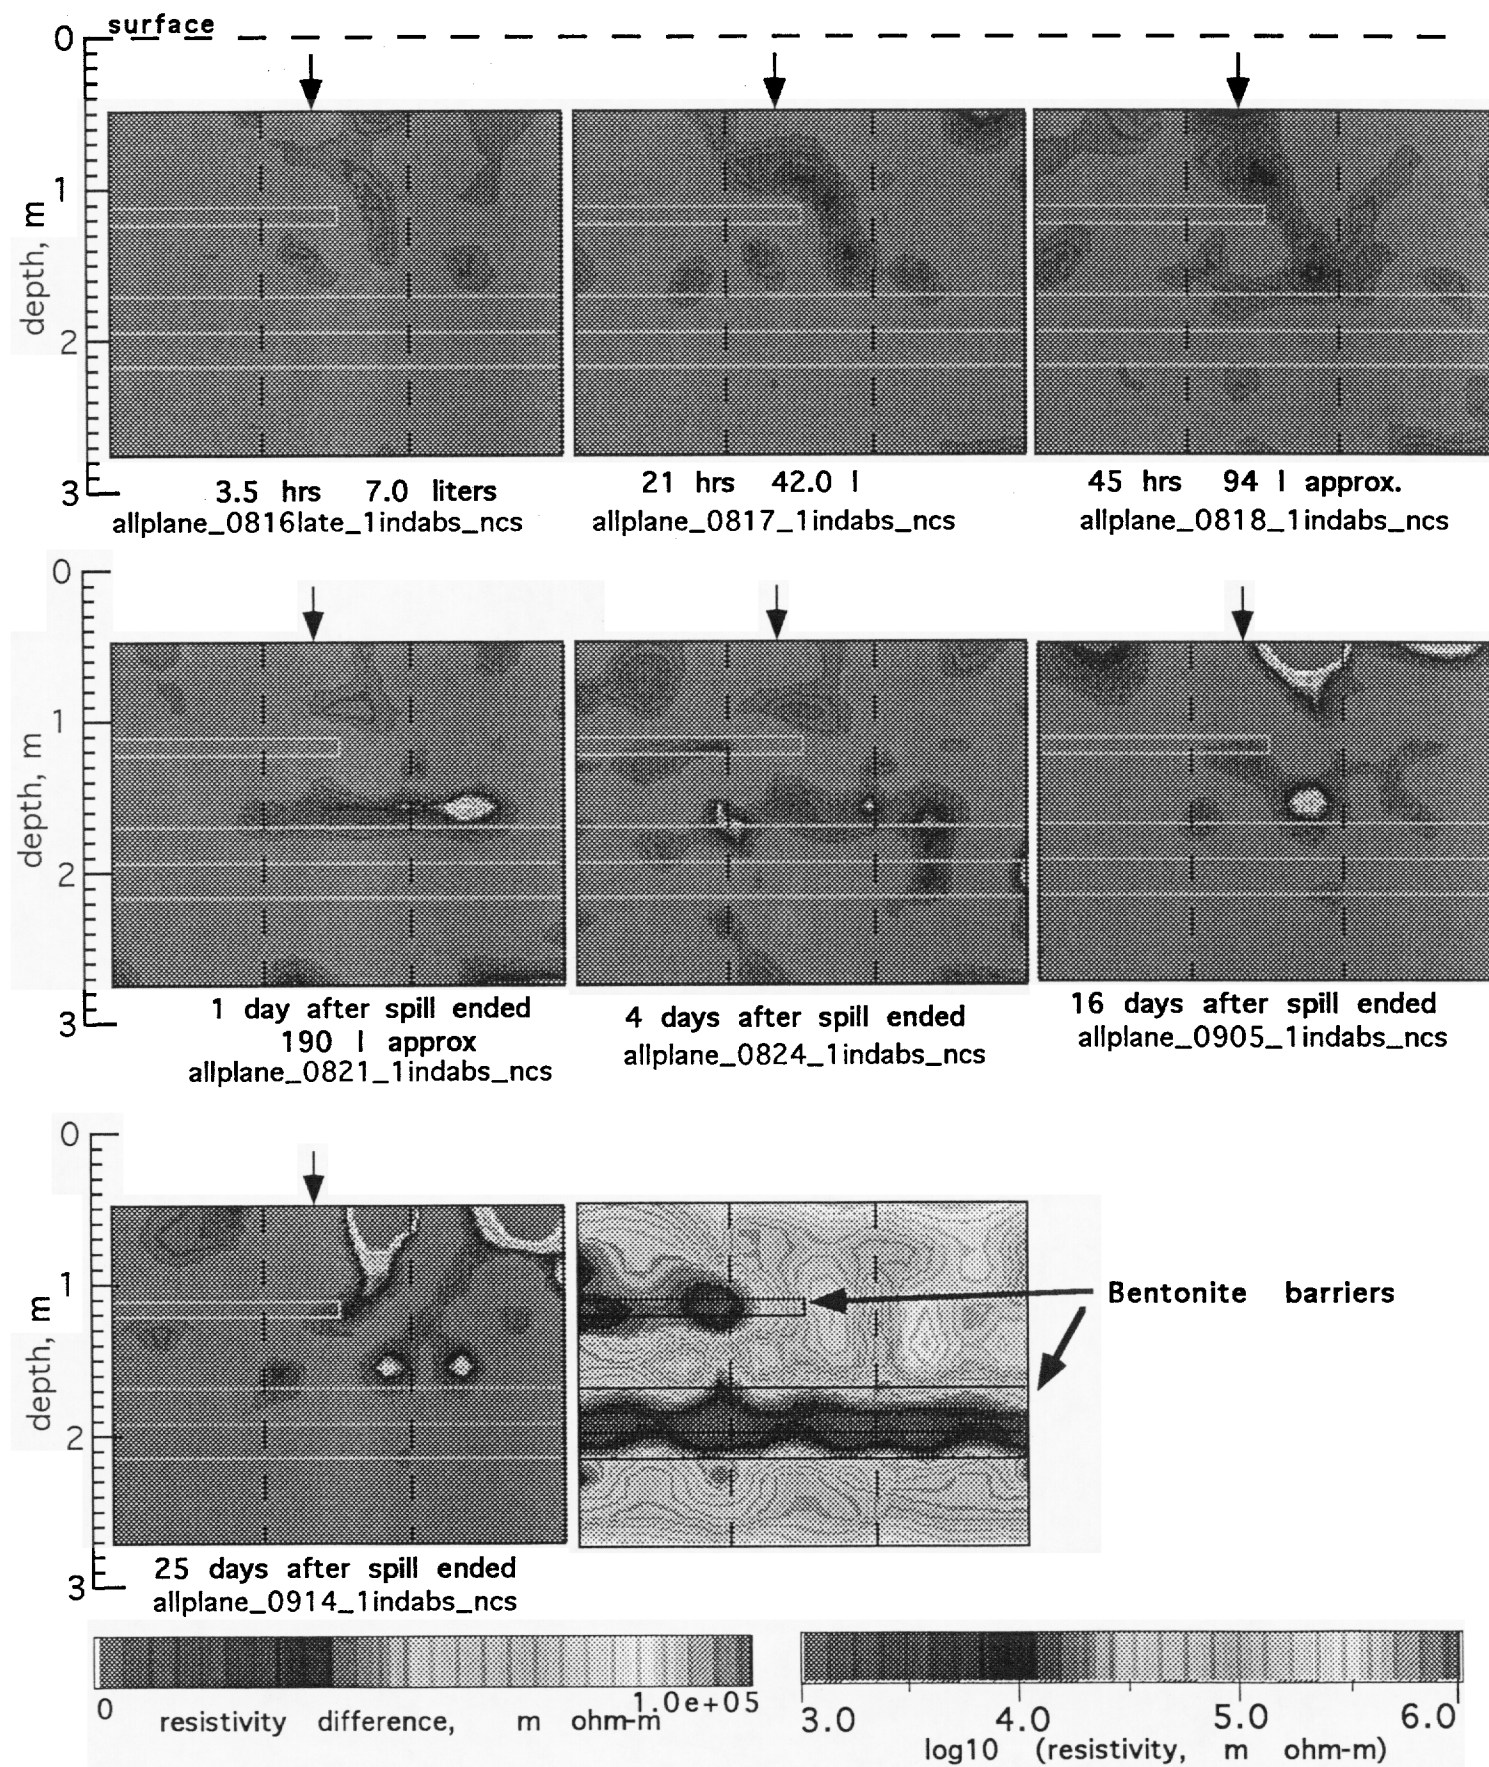 surface
0
1
2
3
depth, m
3.5 hrs 7.0 liters
allplane_0816late_1indabs_ncs
21 hrs 42.0 l
allplane_0817_1indabs_ncs
45 hrs 94 l approx.
allplane_0818_1indabs_ncs
0
1
2
3
depth, m
1 day after spill ended
190 l approx
allplane_0821_1indabs_ncs
4 days after spill ended
allplane_0824_1indabs_ncs
16 days after spill ended
allplane_0905_1indabs_ncs
0
1
2
3
depth, m
Bentonite barriers
25 days after spill ended
allplane_0914_1indabs_ncs
0 1.0e+05
resistivity difference, m ohm-m
3.0 4.0 5.0 6.0
log10 (resistivity, m ohm-m)